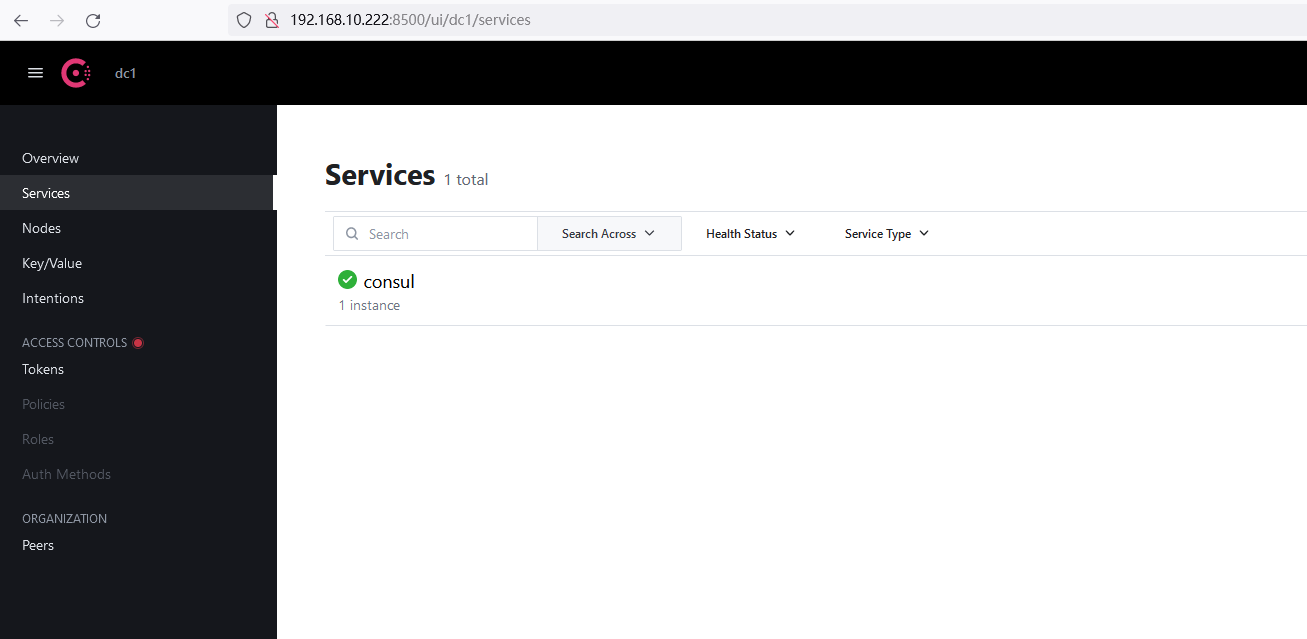 192.168.10.222:8500/ui/dc1/services
dc1
Overview
Services
Nodes
Key/Value
Intentions
ACCESS CONTROLS
Tokens
Policies
Roles
Auth Methods
ORGANIZATION
Peers
Services 1 total
Search Search Across Health Status Service Type
consul
1 instance